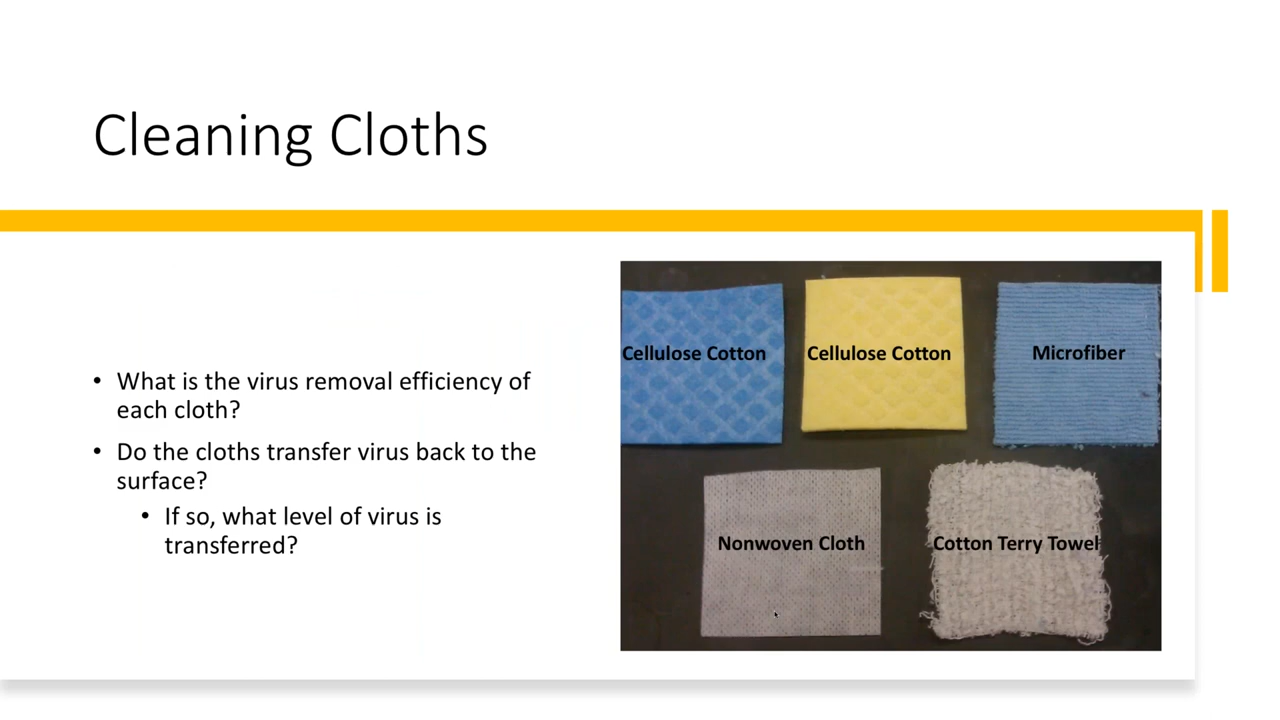 Cleaning Cloths
• What is the virus removal efficiency of
each cloth?
• Do the cloths transfer virus back to the
surface?
• If so, what level of virus is
transferred?
Cellulose Cotton
Cellulose Cotton
Microfiber
Nonwoven Cloth
Cotton Terry Towel